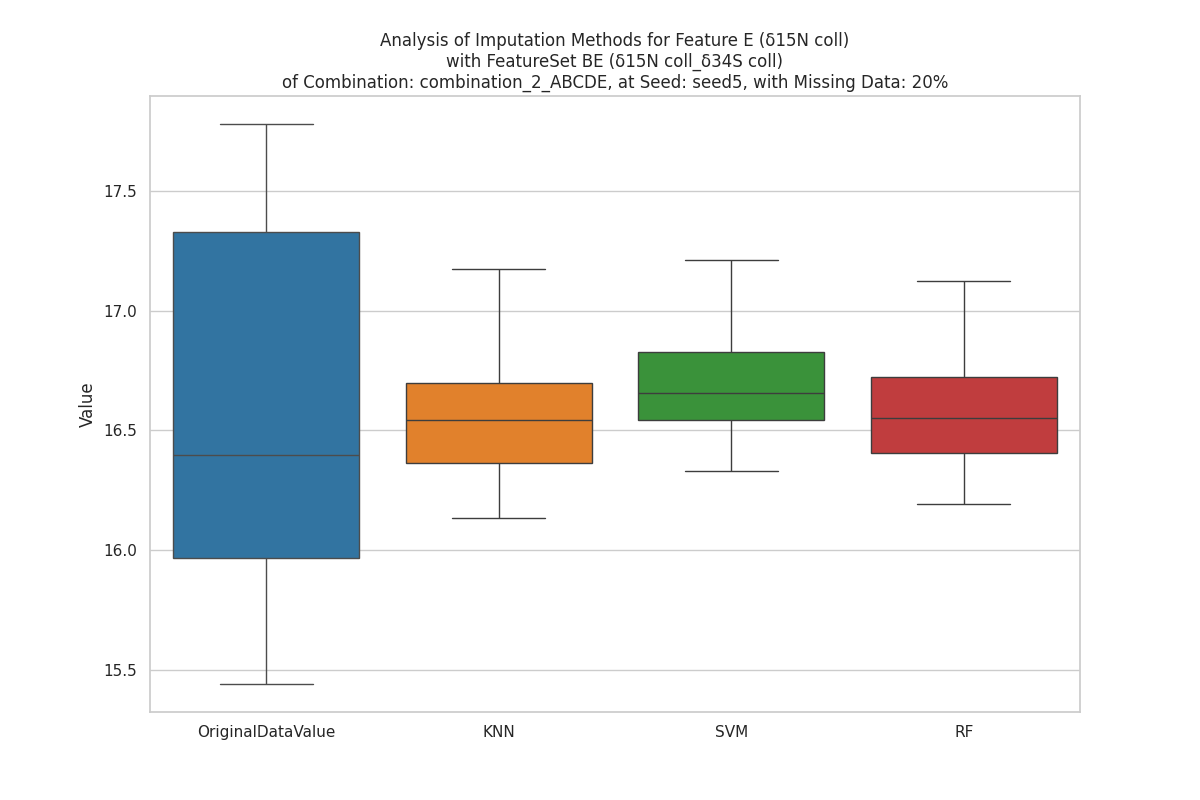 Analysis of Imputation Methods for Feature E (δ15N coll)
with FeatureSet BE (δ15N coll_δ34S coll)
of Combination: combination_2_ABCDE, at Seed: seed5, with Missing Data: 20%
17.5
17.0
16.5
16.0
15.5
Value
OriginalDataValue
KNN
SVM
RF